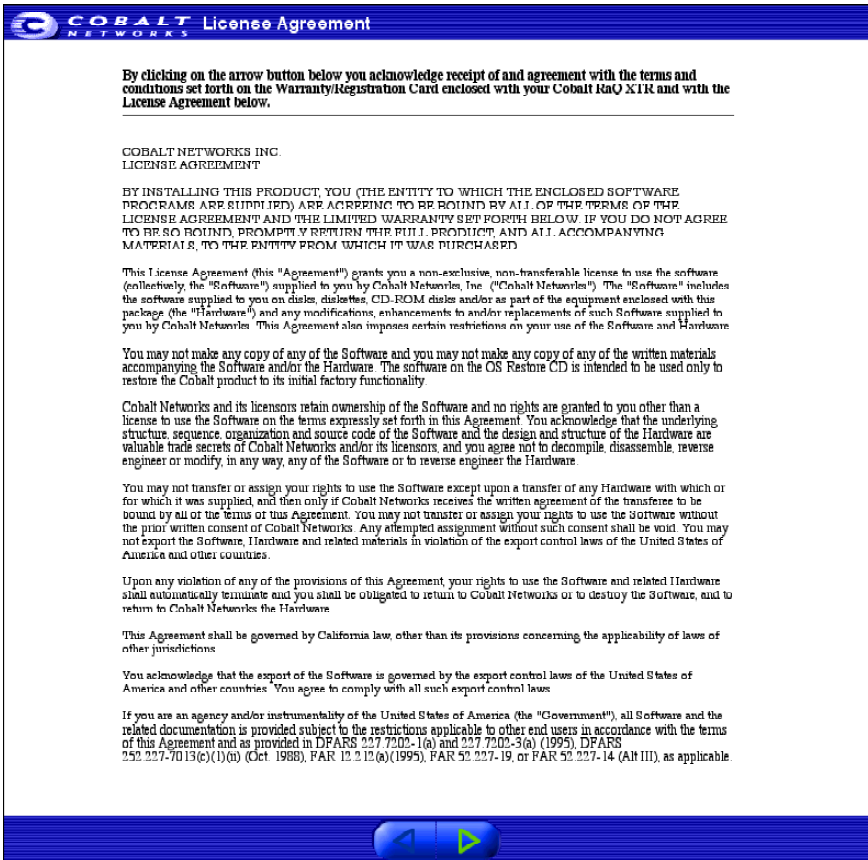 COBALT
NETWORKS
License Agreement
By clicking on the arrow button below you acknowledge receipt of and agreement with the terms and
conditions set forth on the Warranty/Registration Card enclosed with your Cobalt RaQ XTR and with the
License Agreement below.
COBALT NETWORKS INC.
LICENSE AGREEMENT
BY INSTALLING THIS PRODUCT, YOU (THE ENTITY TO WHICH THE ENCLOSED SOFTWARE
PROGRAMS ARE SUPPLIED) ARE AGREEING TO BE BOUND BY ALL OF THE TERMS OF THE
LICENSE AGREEMENT AND THE LIMITED WARRANTY SET FORTH BELOW. IF YOU DO NOT AGREE
TO BE SO BOUND, PROMPTLY RETURN THE FULL PRODUCT, AND ALL ACCOMPANYING
MATERIALS, TO THE ENTITY FROM WHICH IT WAS PURCHASED
This License Agreement (this "Agreement") grants you a non-exclusive, non-transferable license to use the software
(collectively, the "Software") supplied to you by Cobalt Networks, Inc. ("Cobalt Networks"). The "Software" includes
the software supplied to you on disks, diskettes, CD-ROM disks and/or as part of the equipment enclosed with this
package (the "Hardware") and any modifications, enhancements to and/or replacements of such Software supplied to
you by Cobalt Networks. This Agreement also imposes certain restrictions on your use of the Software and Hardware
You may not make any copy of any of the Software and you may not make any copy of any of the written materials
accompanying the Software and/or the Hardware. The software on the OS Restore CD is intended to be used only to
restore the Cobalt product to its initial factory functionality.
Cobalt Networks and its licensors retain ownership of the Software and no rights are granted to you other than a
license to use the Software on the terms expressly set forth in this Agreement. You acknowledge that the underlying
structure, sequence, organization and source code of the Software and the design and structure of the Hardware are
valuable trade secrets of Cobalt Networks and/or its licensors, and you agree not to decompile, disassemble, reverse
engineer or modify, in any way, any of the Software or to reverse engineer the Hardware.
You may not transfer or assign your rights to use the Software except upon a transfer of any Hardware with which or
for which it was supplied, and then only if Cobalt Networks receives the written agreement of the transferee to be
bound by all of the terms of this Agreement. You may not transfer or assign your rights to use the Software without
the prior written consent of Cobalt Networks. Any attempted assignment without such consent shall be void. You may
not export the Software, Hardware and related materials in violation of the export control laws of the United States of
America and other countries.
Upon any violation of any of the provisions of this Agreement, your rights to use the Software and related Hardware
shall automatically terminate and you shall be obligated to return to Cobalt Networks or to destroy the Software, and to
return to Cobalt Networks the Hardware
This Agreement shall be governed by California law, other than its provisions concerning the applicability of laws of
other jurisdictions
You acknowledge that the export of the Software is governed by the export control laws of the United States of
America and other countries. You agree to comply with all such export control laws
If you are an agency and/or instrumentality of the United States of America (the "Government"), all Software and the
related documentation is provided subject to the restrictions applicable to other end users in accordance with the terms
of this Agreement and as provided in DFARS 227.7202-1(a) and 227.7202-3(a) (1995), DFARS
252.227-7013(c)(1)(ii) (Oct. 1988), FAR 12.212(a)(1995), FAR 52.227-19, or FAR 52.227-14 (Alt III), as applicable.